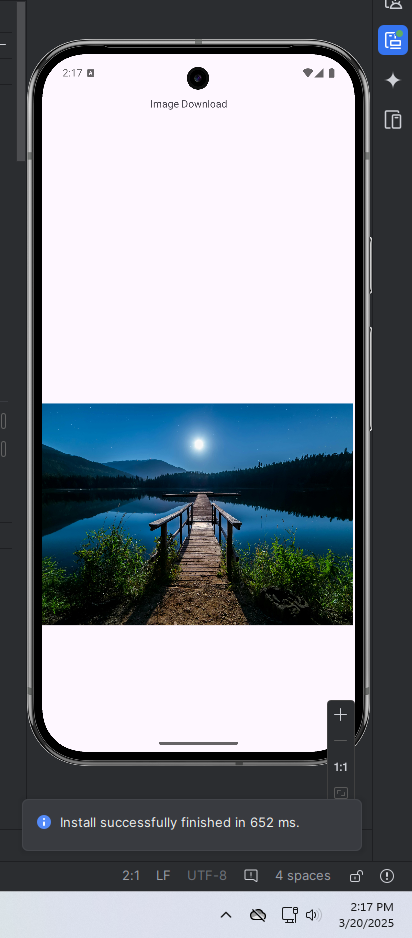 2:17
Image Download
1:1
Install successfully finished in 652 ms.
2:1 LF UTF-8 4 spaces
2:17 PM
3/20/2025